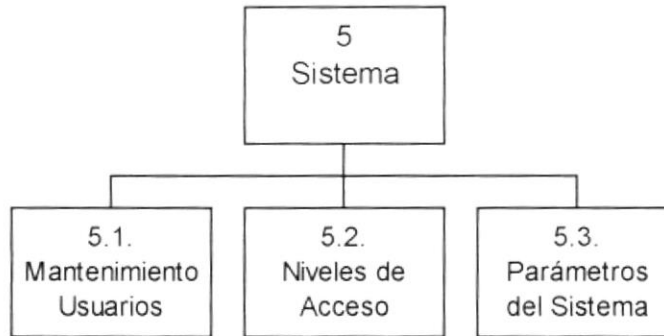 5
Sistema
5.1.
Mantenimiento
Usuarios
5.2.
Niveles de
Acceso
5.3.
Parámetros
del Sistema